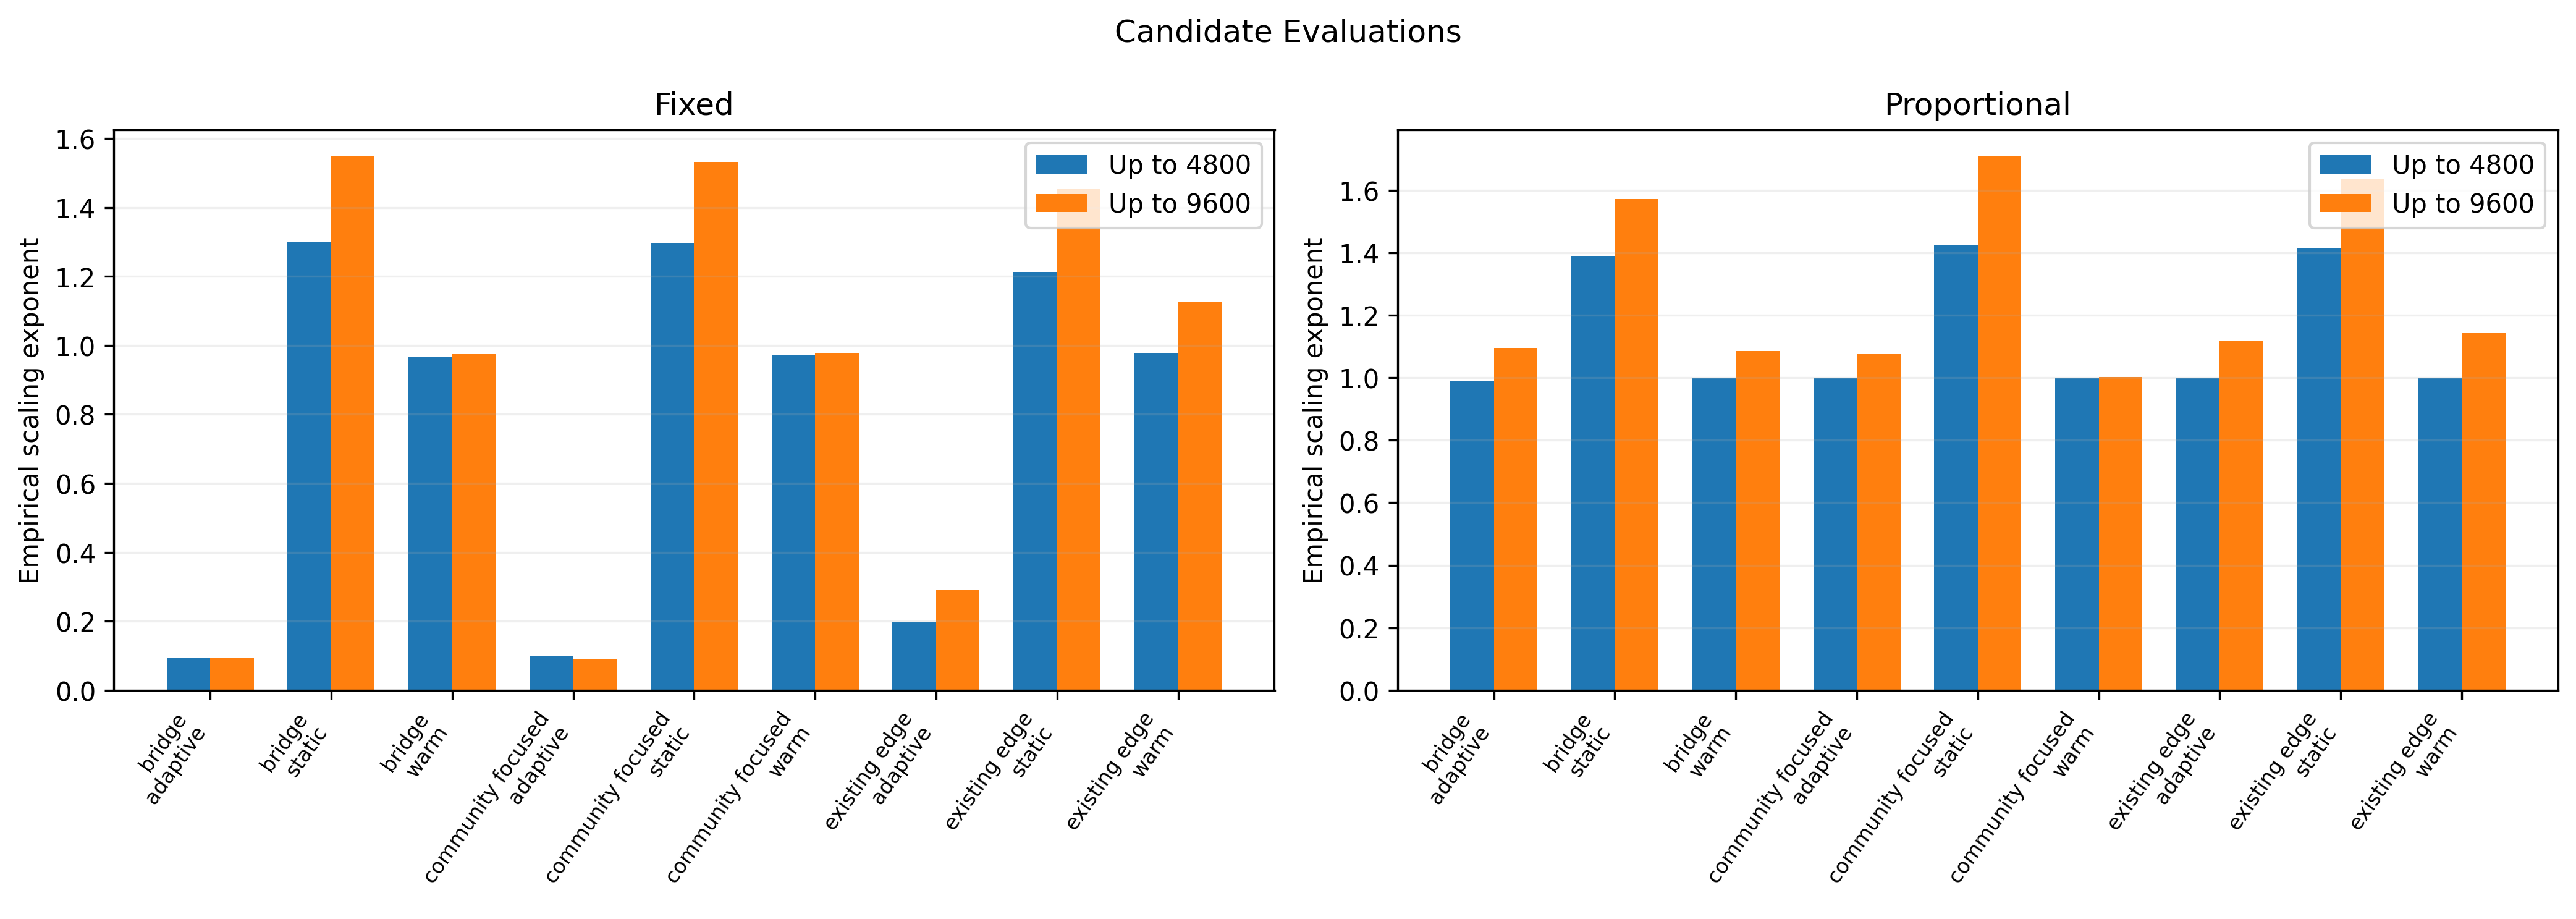 Candidate Evaluations
Fixed
Empirical scaling exponent
1.6
1.4
1.2
1.0
0.8
0.6
0.4
0.2
0.0
Up to 4800
Up to 9600
bridge
adaptive
bridge
static
bridge
warm
community focused
adaptive
community focused
static
community focused
warm
existing edge
adaptive
existing edge
static
existing edge
warm
Proportional
Empirical scaling exponent
1.6
1.4
1.2
1.0
0.8
0.6
0.4
0.2
0.0
Up to 4800
Up to 9600
bridge
adaptive
bridge
static
bridge
warm
community focused
adaptive
community focused
static
community focused
warm
existing edge
adaptive
existing edge
static
existing edge
warm